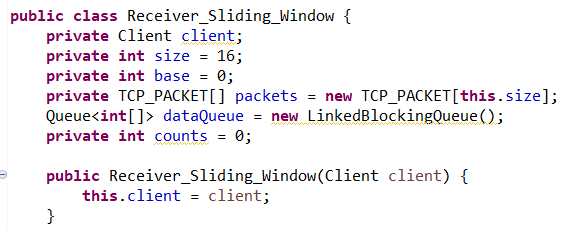 public class Receiver_Sliding_Window {
    private Client client;
    private int size = 16;
    private int base = 0;
    private TCP_PACKET[] packets = new TCP_PACKET[this.size];
    Queue<int[]> dataQueue = new LinkedBlockingQueue();
    private int counts = 0;

    public Receiver_Sliding_Window(Client client) {
        this.client = client;
    }